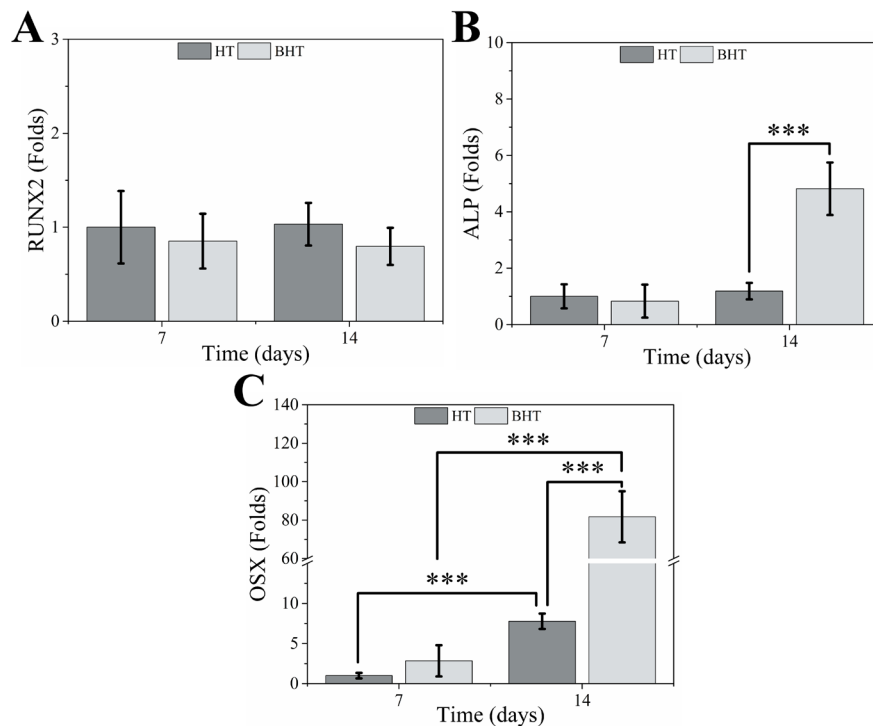 A
HT BHT
RUNX2 (Folds)
3
2
1
0
7 14
Time (days)
B
HT BHT
ALP (Folds)
10
8
6
4
2
0
***
7 14
Time (days)
C
HT BHT
OSX (Folds)
140
120
100
80
60
10
5
0
***
***
***
7 14
Time (days)